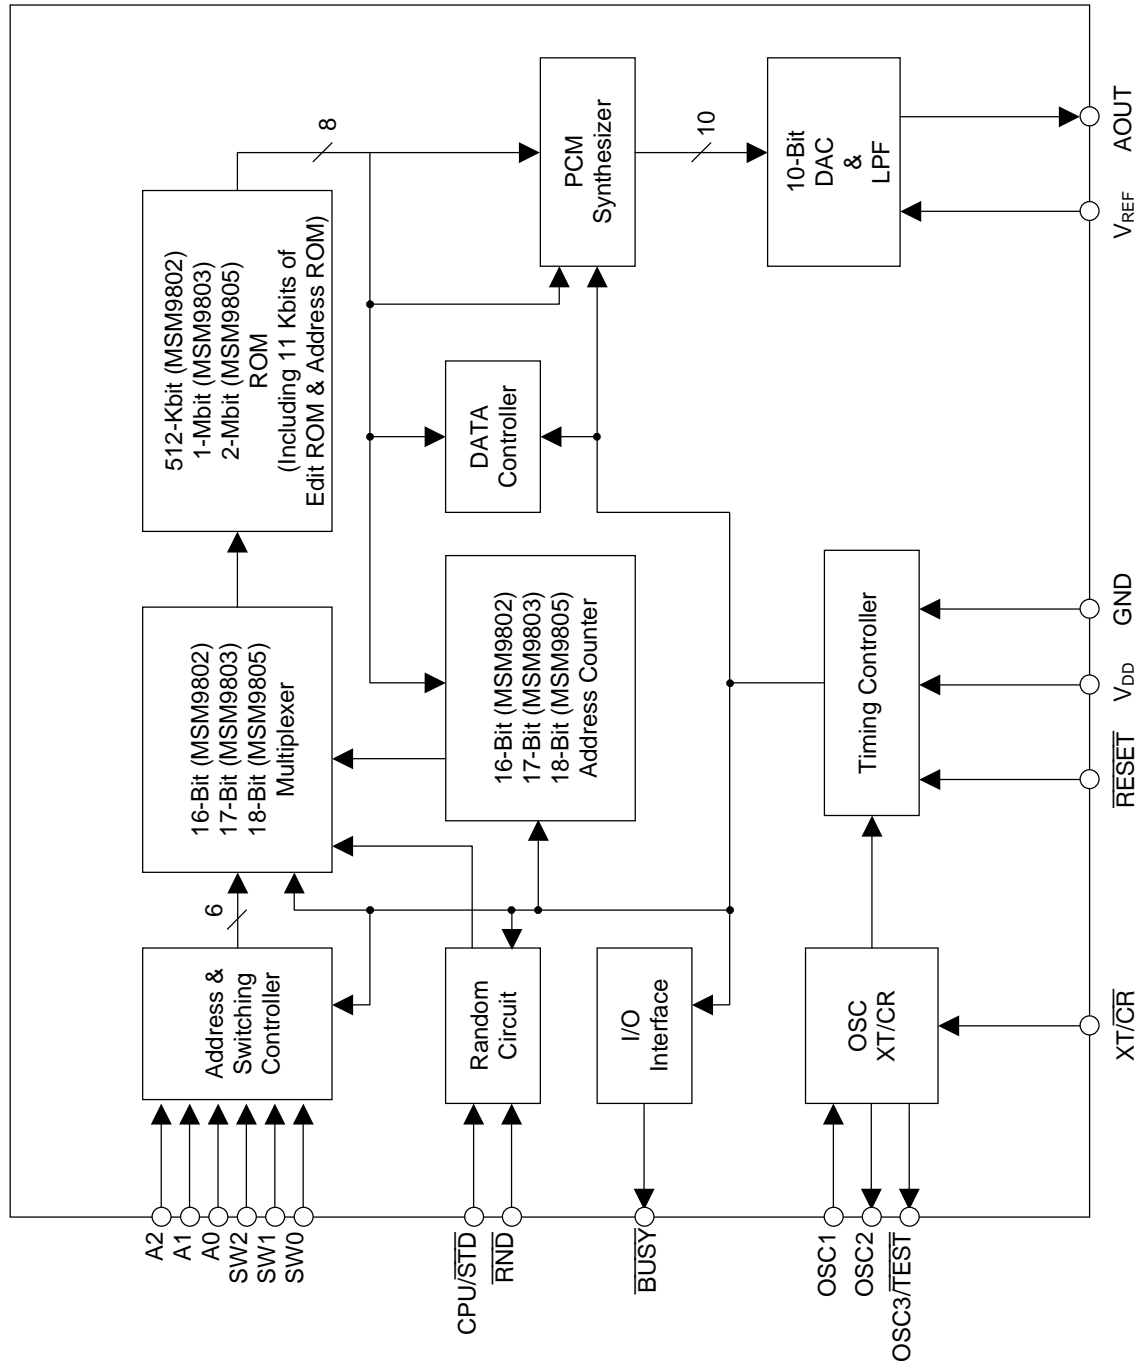 A2
A1
A0
SW2
SW1
SW0
Address &
Switching
Controller
6
16-Bit (MSM9802)
17-Bit (MSM9803)
18-Bit (MSM9805)
Multiplexer
512-Kbit (MSM9802)
1-Mbit (MSM9803)
2-Mbit (MSM9805)
ROM
(Including 11 Kbits of
Edit ROM & Address ROM)
8
CPU/STD
RND
Random
Circuit
16-Bit (MSM9802)
17-Bit (MSM9803)
18-Bit (MSM9805)
Address Counter
DATA
Controller
PCM
Synthesizer
10
BUSY
I/O
Interface
10-Bit
DAC
&
LPF
OSC1
OSC2
OSC3/TEST
OSC
XT/CR
Timing Controller
XT/CR
RESET
VDD
GND
VREF
AOUT